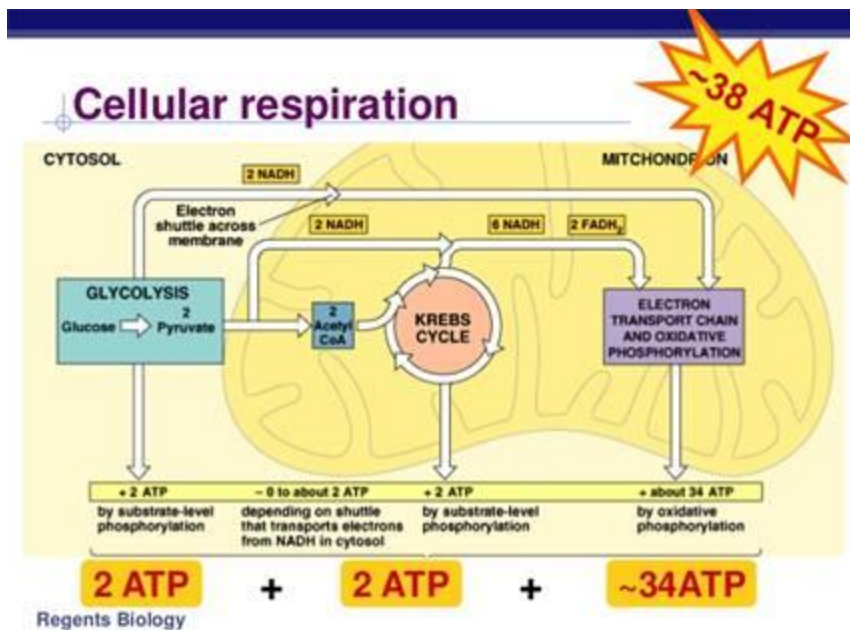 ~38 ATP
Cellular respiration
CYTOSOL
MITCHONDRION
2 NADH
Electron
shuttle across
membrane
2 NADH
6 NADH
2 FADH₂
GLYCOLYSIS
2
Glucose
Pyruvate
2
Acetyl
CoA
KREBS
CYCLE
ELECTRON
TRANSPORT CHAIN
AND OXIDATIVE
PHOSPHORYLATION
+ 2 ATP
by substrate-level
phosphorylation
− 0 to about 2 ATP
depending on shuttle
that transports electrons
from NADH in cytosol
+ 2 ATP
by substrate-level
phosphorylation
+ about 34 ATP
by oxidative
phosphorylation
2 ATP + 2 ATP + ~34ATP
Regents Biology